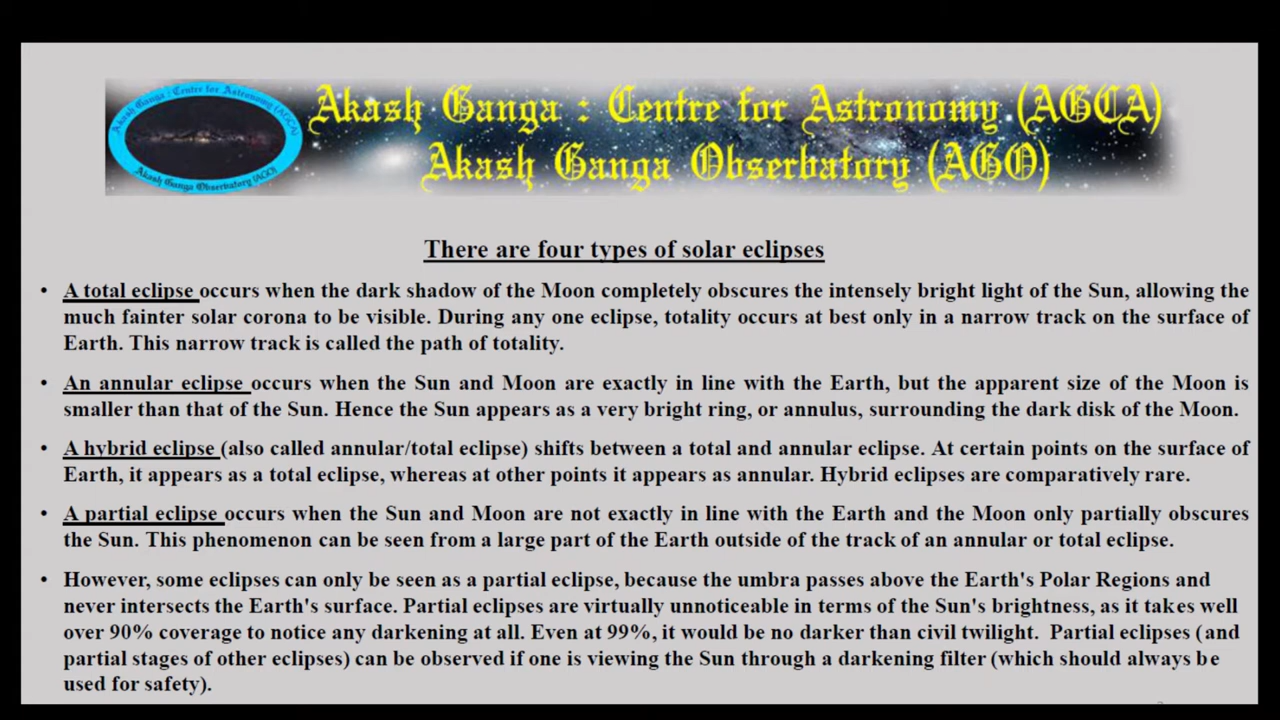 Akash Ganga : Centre for Astronomy (AGCA)
Akash Ganga Observatory (AGO)
Akash Ganga : Centre for Astronomy (AGCA)
Akash Ganga Observatory (AGO)
There are four types of solar eclipses
• A total eclipse occurs when the dark shadow of the Moon completely obscures the intensely bright light of the Sun, allowing the
much fainter solar corona to be visible. During any one eclipse, totality occurs at best only in a narrow track on the surface of
Earth. This narrow track is called the path of totality.
• An annular eclipse occurs when the Sun and Moon are exactly in line with the Earth, but the apparent size of the Moon is
smaller than that of the Sun. Hence the Sun appears as a very bright ring, or annulus, surrounding the dark disk of the Moon.
• A hybrid eclipse (also called annular/total eclipse) shifts between a total and annular eclipse. At certain points on the surface of
Earth, it appears as a total eclipse, whereas at other points it appears as annular. Hybrid eclipses are comparatively rare.
• A partial eclipse occurs when the Sun and Moon are not exactly in line with the Earth and the Moon only partially obscures
the Sun. This phenomenon can be seen from a large part of the Earth outside of the track of an annular or total eclipse.
• However, some eclipses can only be seen as a partial eclipse, because the umbra passes above the Earth's Polar Regions and
never intersects the Earth's surface. Partial eclipses are virtually unnoticeable in terms of the Sun's brightness, as it takes well
over 90% coverage to notice any darkening at all. Even at 99%, it would be no darker than civil twilight. Partial eclipses (and
partial stages of other eclipses) can be observed if one is viewing the Sun through a darkening filter (which should always be
used for safety).